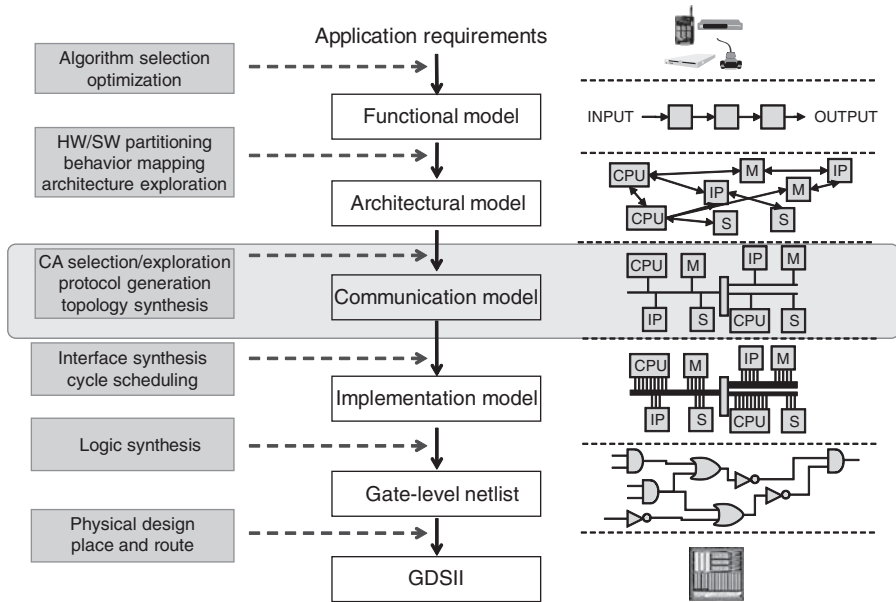 Application requirements
Algorithm selection
optimization
Functional model
INPUT
OUTPUT
HW/SW partitioning
behavior mapping
architecture exploration
Architectural model
CPU
M
IP
IP
M
CPU
S
S
CA selection/exploration
protocol generation
topology synthesis
Communication model
CPU
M
IP
M
IP
S
CPU
S
Interface synthesis
cycle scheduling
Implementation model
CPU
M
IP
M
IP
S
CPU
S
Logic synthesis
Gate-level netlist
Physical design
place and route
GDSII